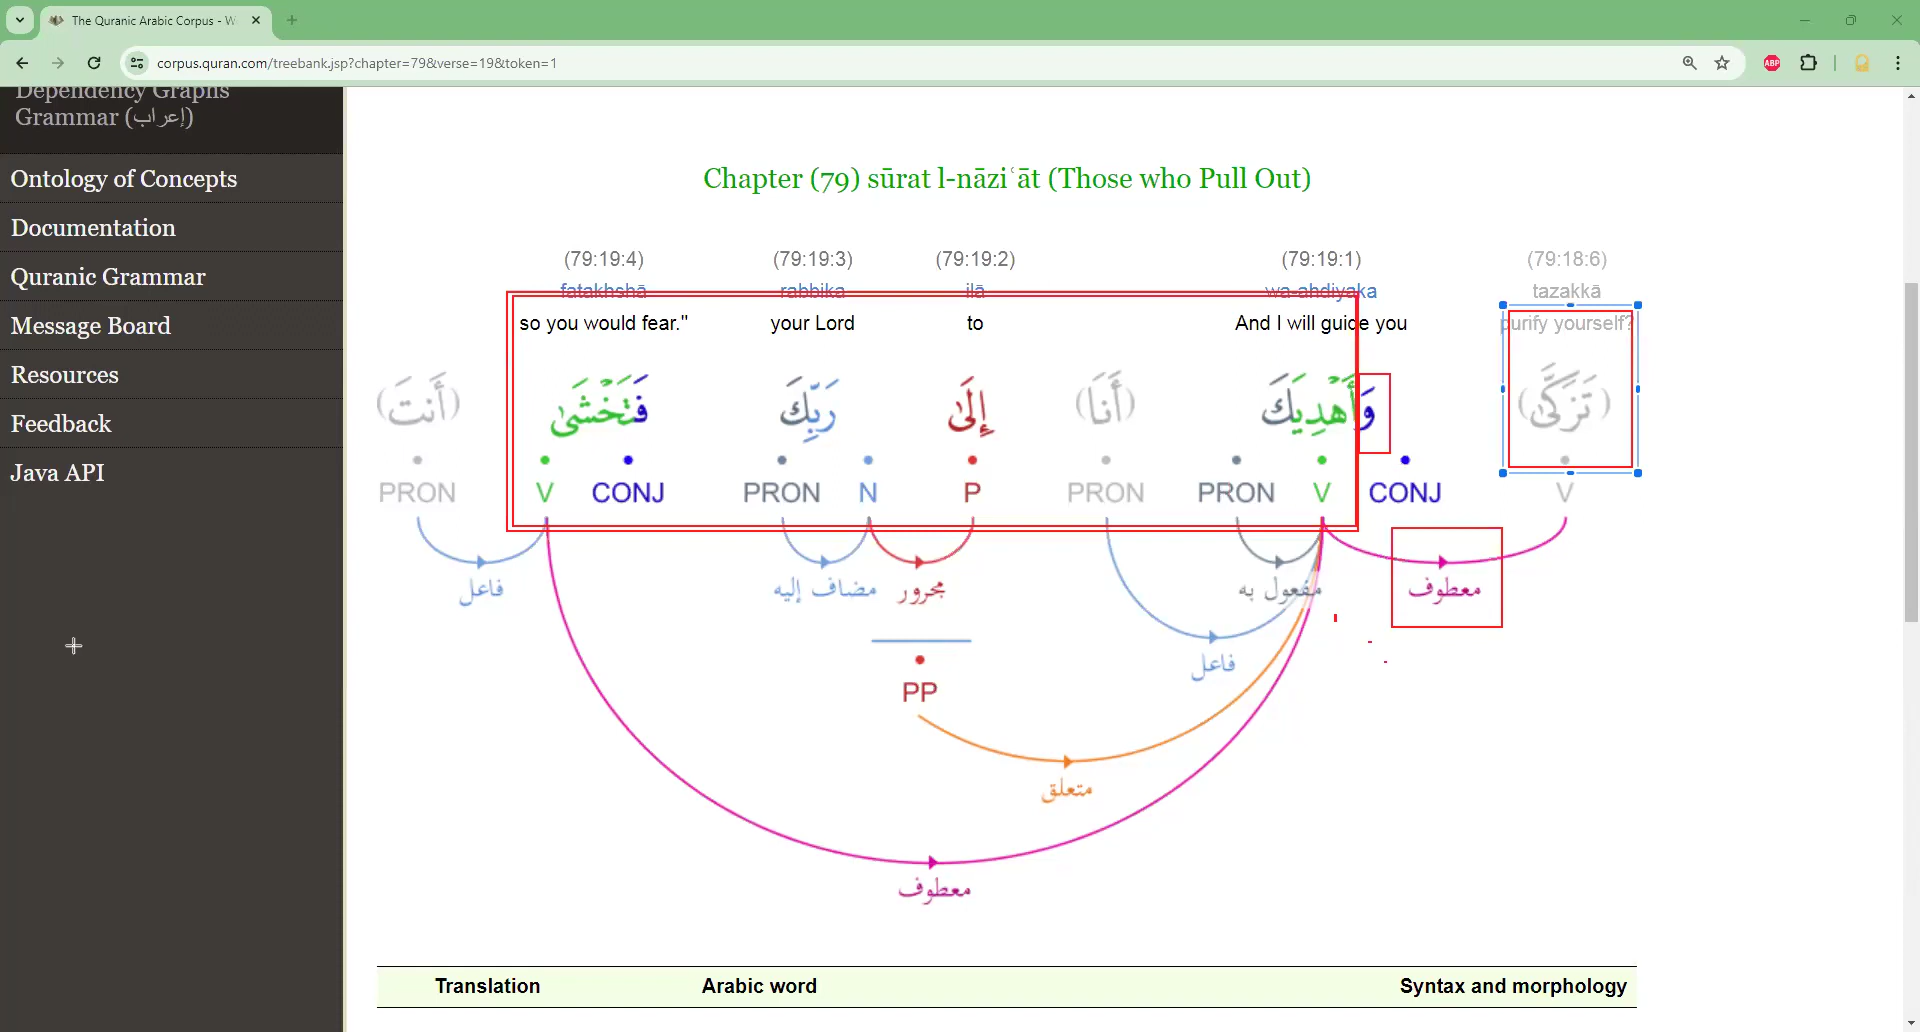 The Quranic Arabic Corpus - W
corpus.quran.com/treebank.jsp?chapter=79&verse=19&token=1
ABP
Dependency Graphs
Grammar (إعراب)
Ontology of Concepts
Documentation
Quranic Grammar
Message Board
Resources
Feedback
Java API
Chapter (79) sūrat l-nāziʿāt (Those who Pull Out)
(79:19:4) (79:19:3) (79:19:2) (79:19:1) (79:18:6)
fatakhshā rabbika ilā wa-ahdiyaka tazakkā
so you would fear." your Lord to And I will guide you purify yourself?
(تَزَكَّىٰ) وَأَهْدِيَكَ (أَنَا) إِلَىٰ رَبِّكَ فَتَخْشَىٰ (أَنتَ)
PRON V CONJ PRON N P PRON PRON V CONJ V
معطوف مفعول به مجرور مضاف إليه فاعل
فاعل
PP
متعلق
معطوف
Translation Arabic word Syntax and morphology